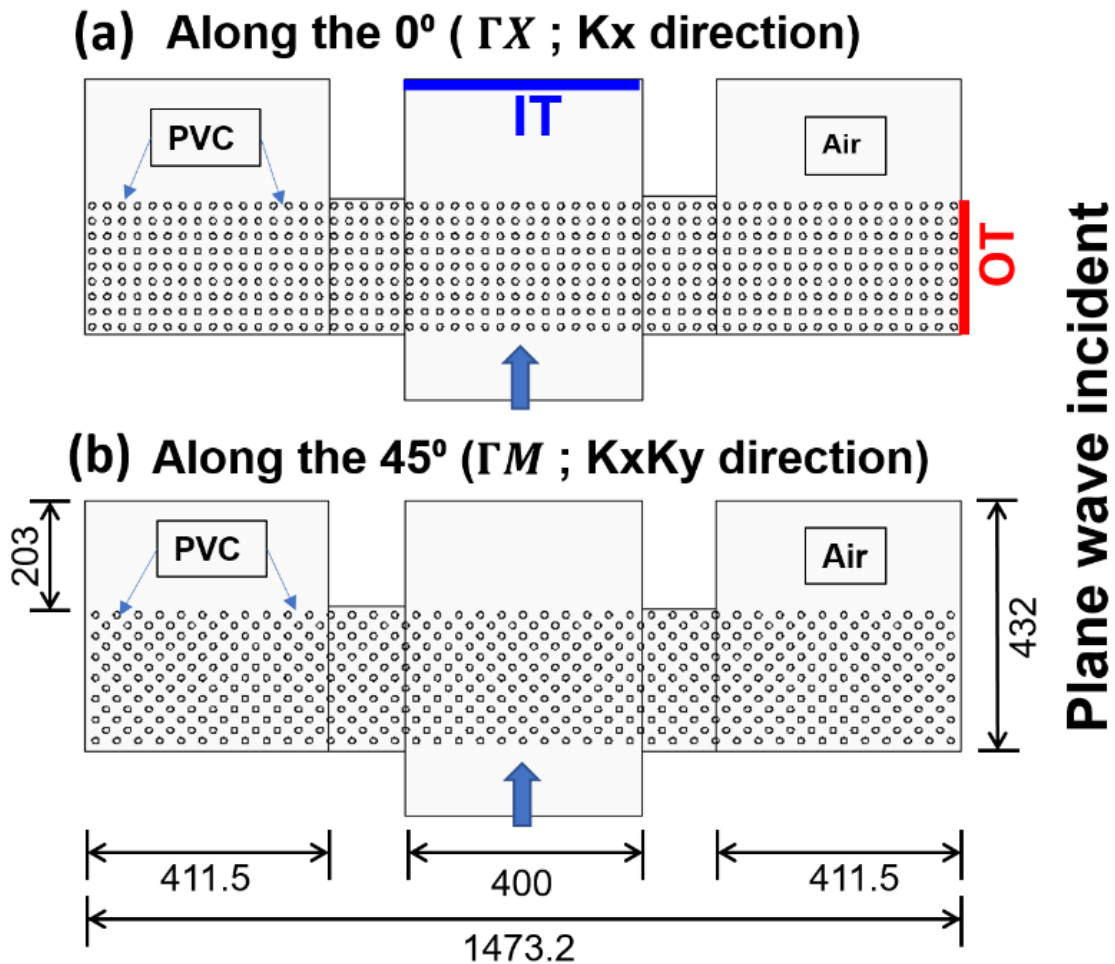 (a) Along the 0º ( ΓX ; Kx direction)
IT
PVC
Air
OT
Plane wave incident
(b) Along the 45º (ΓM ; KxKy direction)
203
PVC
Air
432
411.5
400
411.5
1473.2